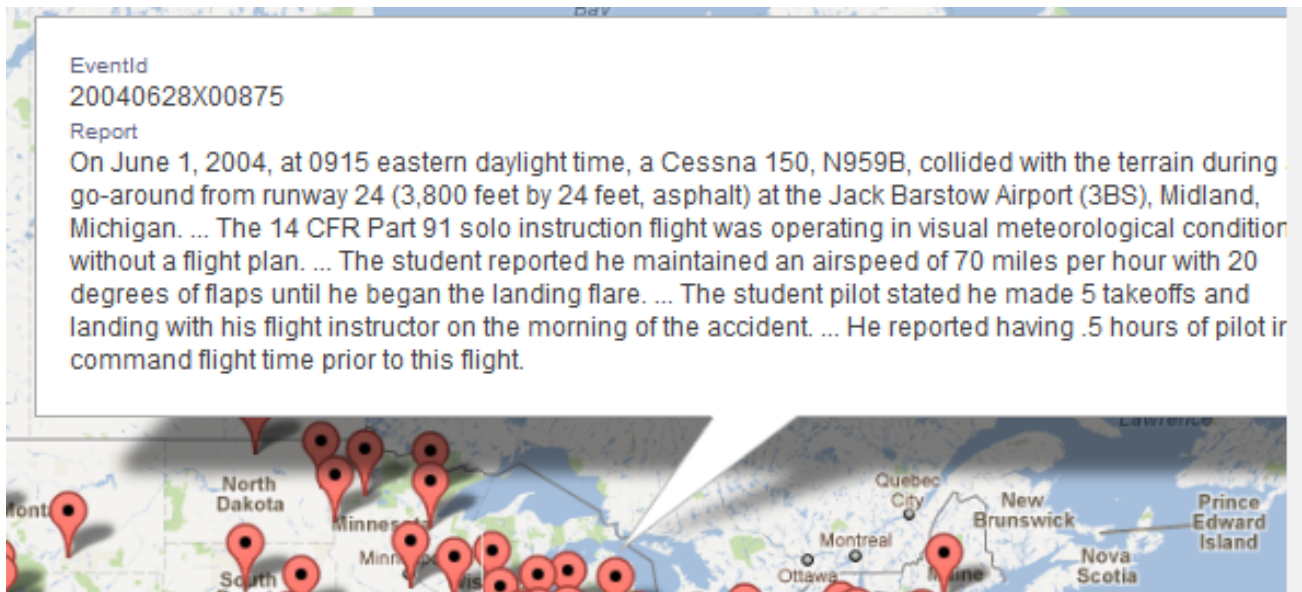 Bay
EventId
20040628X00875
Report
On June 1, 2004, at 0915 eastern daylight time, a Cessna 150, N959B, collided with the terrain during
go-around from runway 24 (3,800 feet by 24 feet, asphalt) at the Jack Barstow Airport (3BS), Midland,
Michigan. ... The 14 CFR Part 91 solo instruction flight was operating in visual meteorological condition
without a flight plan. ... The student reported he maintained an airspeed of 70 miles per hour with 20
degrees of flaps until he began the landing flare. ... The student pilot stated he made 5 takeoffs and
landing with his flight instructor on the morning of the accident. ... He reported having .5 hours of pilot in
command flight time prior to this flight.
Lawrence
North
Dakota
Quebec
City
New
Brunswick
Prince
Edward
Island
Mont
Minnesota
Montreal
Nova
Scotia
Ottawa
Maine
South